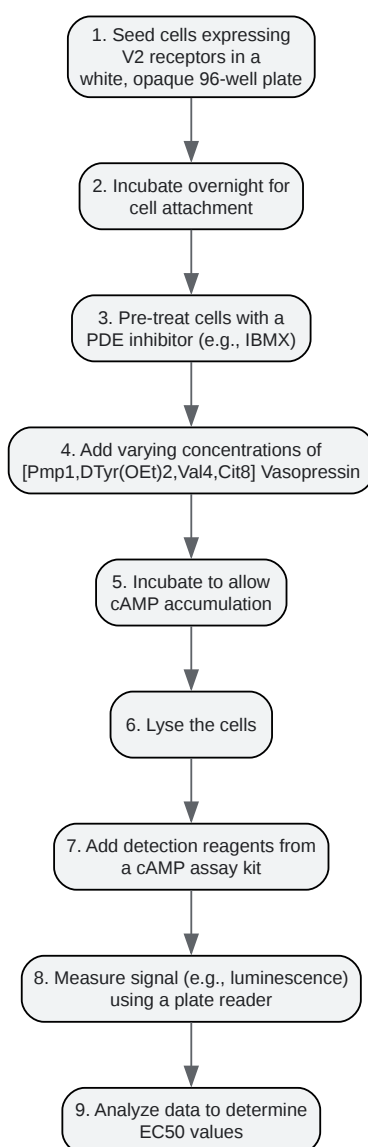 1. Seed cells expressing
V2 receptors in a
white, opaque 96-well plate
2. Incubate overnight for
cell attachment
3. Pre-treat cells with a
PDE inhibitor (e.g., IBMX)
4. Add varying concentrations of
[Pmp1,DTyr(OEt)2,Val4,Cit8] Vasopressin
5. Incubate to allow
cAMP accumulation
6. Lyse the cells
7. Add detection reagents from
a cAMP assay kit
8. Measure signal (e.g., luminescence)
using a plate reader
9. Analyze data to determine
EC50 values